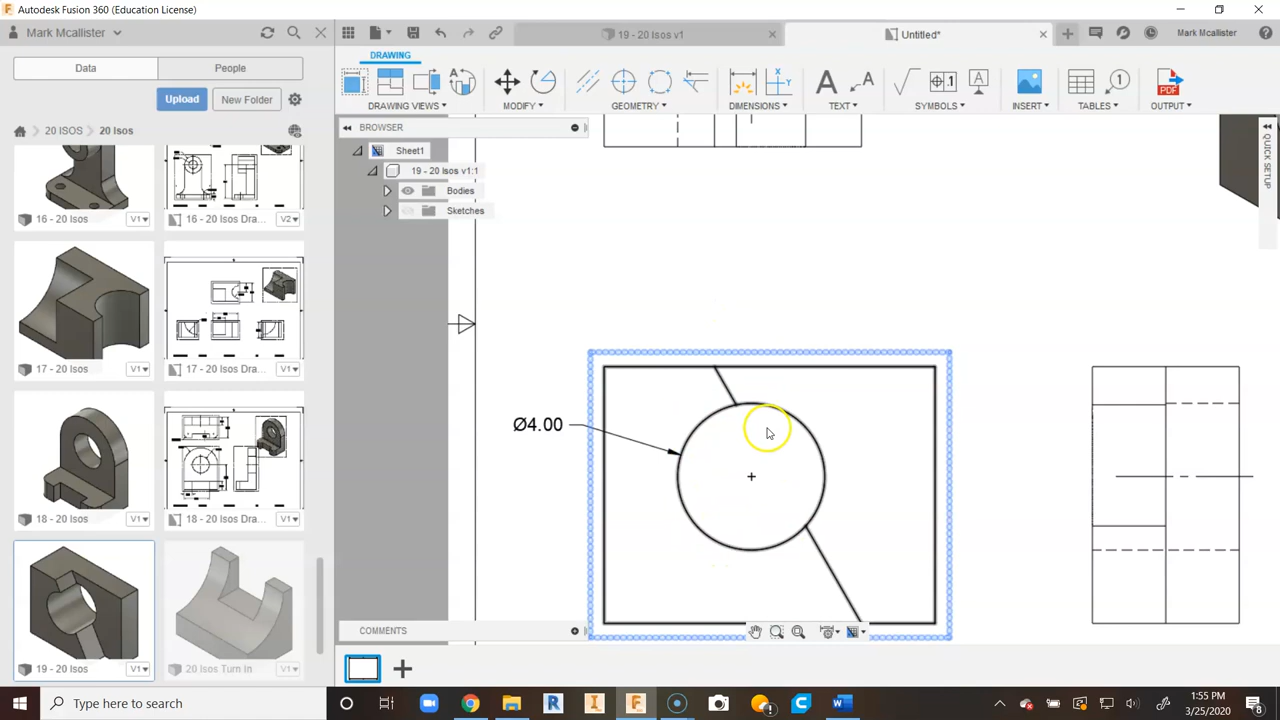 Autodesk Fusion 360 (Education License)
Mark Mcallister
19 - 20 Isos v1
Untitled*
Mark Mcallister
Data
People
DRAWING
Upload
New Folder
DRAWING VIEWS
MODIFY
GEOMETRY
DIMENSIONS
TEXT
SYMBOLS
INSERT
TABLES
OUTPUT
PDF
20 ISOS
20 Isos
BROWSER
Sheet1
19 - 20 Isos v1:1
Bodies
Sketches
QUICK SETUP
16 - 20 Isos
V1
16 - 20 Isos Dra...
V2
17 - 20 Isos
V1
17 - 20 Isos Dra...
V1
Ø4.00
18 - 20 Isos
V1
18 - 20 Isos Dra...
V1
COMMENTS
19 - 20 Isos
V1
20 Isos Turn In
V1
Type here to search
1:55 PM
3/25/2020